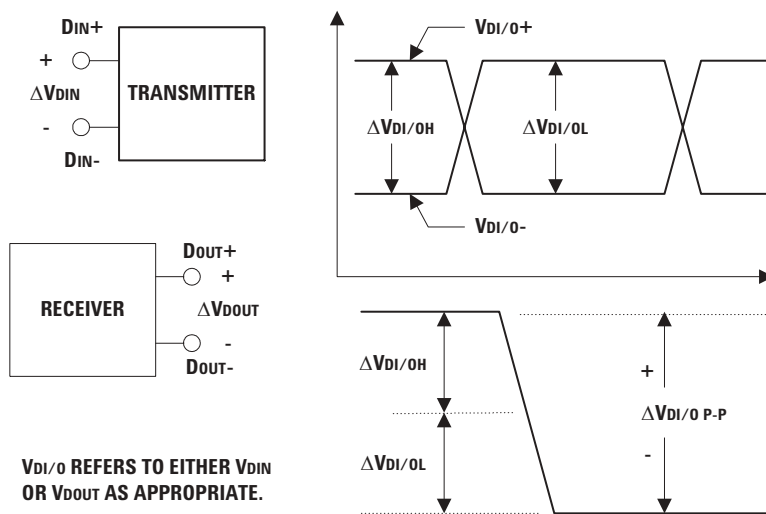 DIN+
+
ΔVDIN
-
DIN-
TRANSMITTER
DOUT+
+
ΔVDOUT
-
DOUT-
RECEIVER
VDI/O REFERS TO EITHER VDIN
OR VDOUT AS APPROPRIATE.
VDI/O+
ΔVDI/OH
ΔVDI/OL
VDI/O-
ΔVDI/OH
ΔVDI/OL
+
ΔVDI/O P-P
-